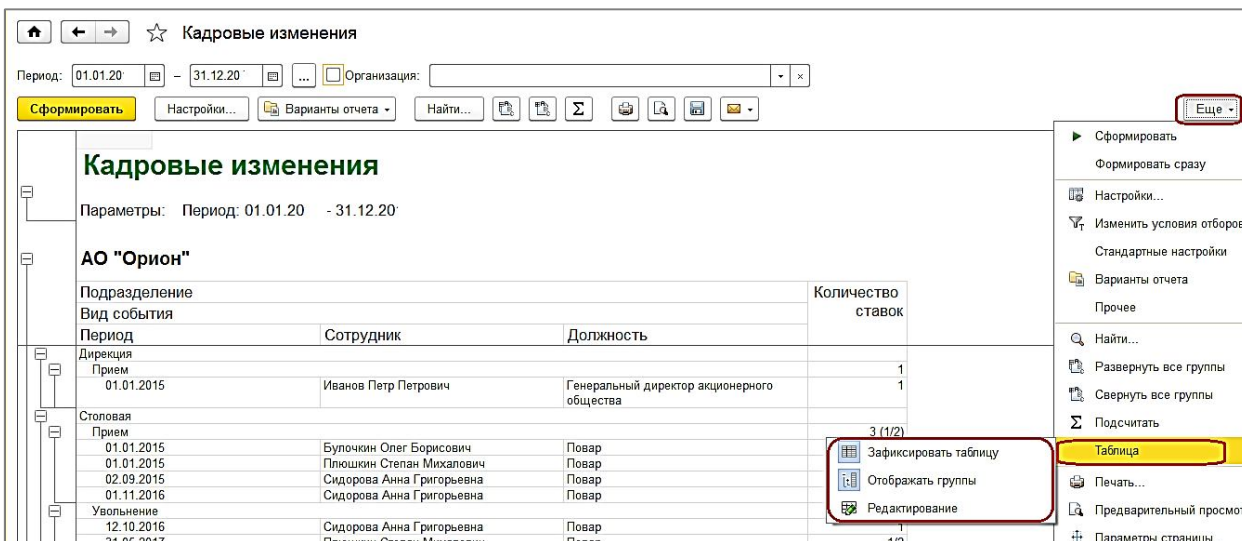 Кадровые изменения
Период: 01.01.20 – 31.12.20 ... Организация:
Сформировать Настройки... Варианты отчета Найти... Σ Еще
Кадровые изменения
Параметры: Период: 01.01.20 - 31.12.20
АО "Орион"
Подразделение Количество ставок
Вид события
Период Сотрудник Должность
Дирекция
Прием 1
01.01.2015 Иванов Петр Петрович Генеральный директор акционерного общества 1
Столовая
Прием 3 (1/2)
01.01.2015 Булочкин Олег Борисович Повар
01.01.2015 Плюшкин Степан Михалович Повар
02.09.2015 Сидорова Анна Григорьевна Повар
01.11.2016 Сидорова Анна Григорьевна Повар
Увольнение
12.10.2016 Сидорова Анна Григорьевна Повар 1
Сформировать
Формировать сразу
Настройки...
Изменить условия отборов
Стандартные настройки
Варианты отчета
Прочее
Найти...
Развернуть все группы
Свернуть все группы
Σ Подсчитать
Таблица
Печать...
Предварительный просмот
Параметры страницы
Зафиксировать таблицу
Отображать группы
Редактирование